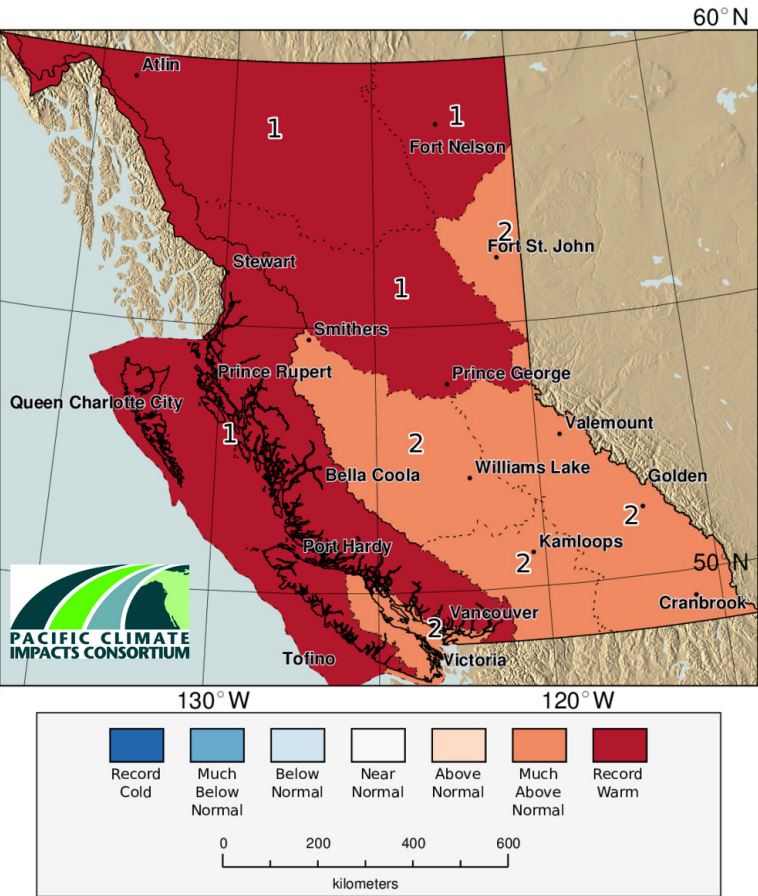 60°N
Atlin
1
1
Fort Nelson
2
Fort St. John
Stewart
1
Smithers
Prince Rupert
Prince George
Queen Charlotte City
Valemount
1
2
Bella Coola
Williams Lake
Golden
2
Port Hardy
Kamloops
2
50°N
Cranbrook
Vancouver
2
PACIFIC CLIMATE
IMPACTS CONSORTIUM
Tofino
Victoria
130°W
120°W
Record
Cold
Much
Below
Normal
Below
Normal
Near
Normal
Above
Normal
Much
Above
Normal
Record
Warm
0 200 400 600
kilometers